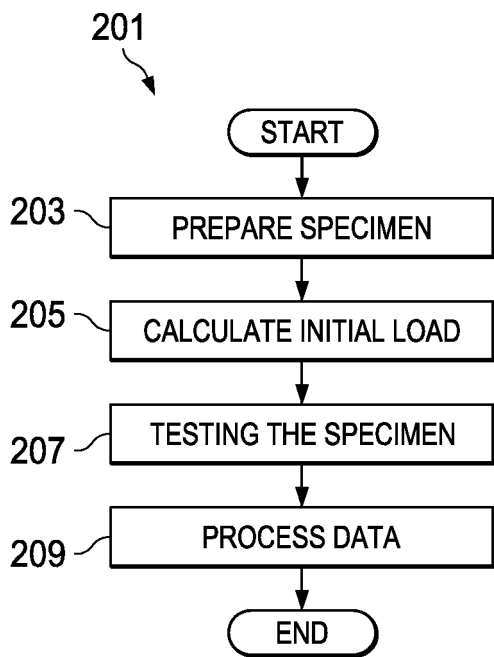 201
START
203
PREPARE SPECIMEN
205
CALCULATE INITIAL LOAD
207
TESTING THE SPECIMEN
209
PROCESS DATA
END